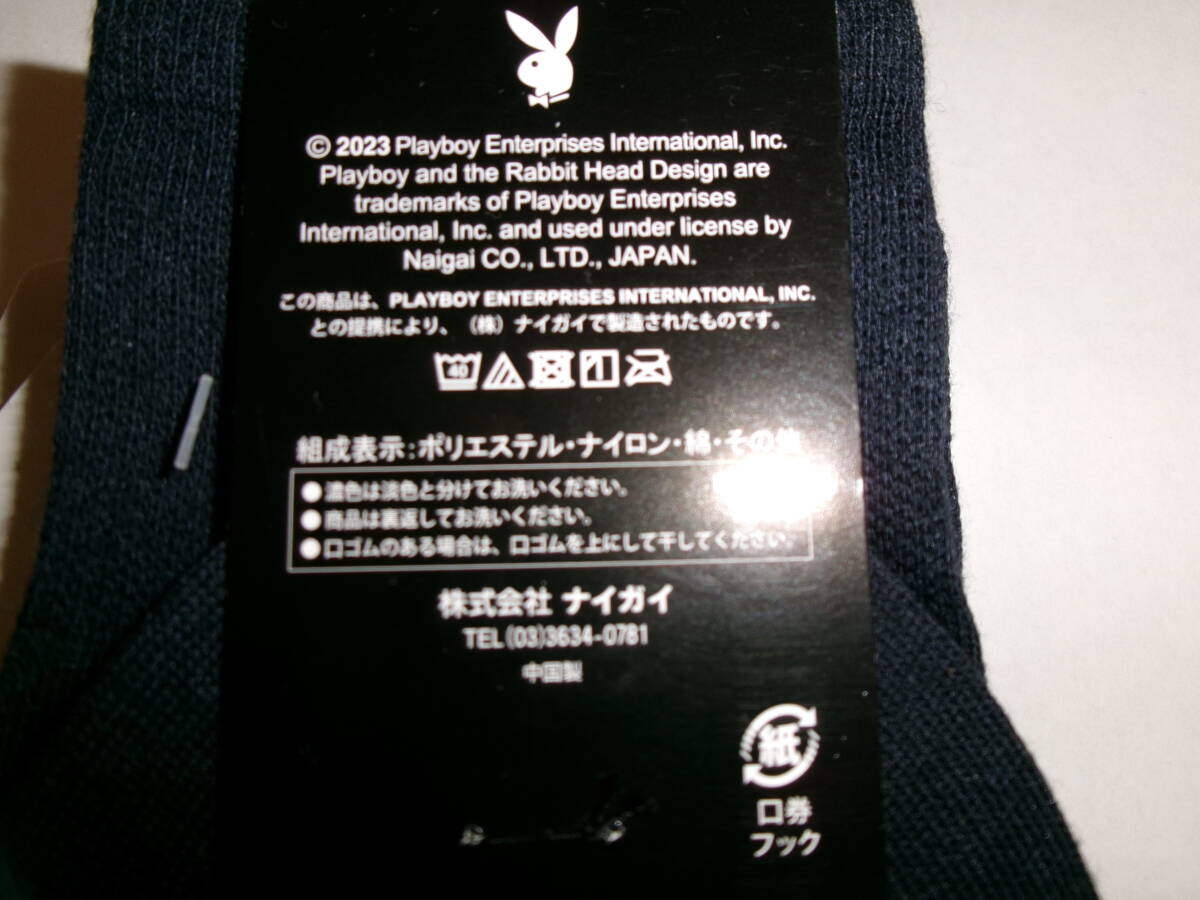 © 2023 Playboy Enterprises International, Inc.
Playboy and the Rabbit Head Design are
trademarks of Playboy Enterprises
International, Inc. and used under license by
Naigai CO., LTD., JAPAN.
この商品は、PLAYBOY ENTERPRISES INTERNATIONAL, INC.
との提携により、（株）ナイガイで製造されたものです。
40
組成表示：ポリエステル・ナイロン・綿・その他
●濃色は淡色と分けてお洗いください。
●商品は裏返してお洗いください。
●口ゴムのある場合は、口ゴムを上にして干してください。
株式会社 ナイガイ
TEL(03)3634-0781
中国製
紙
口券
フック